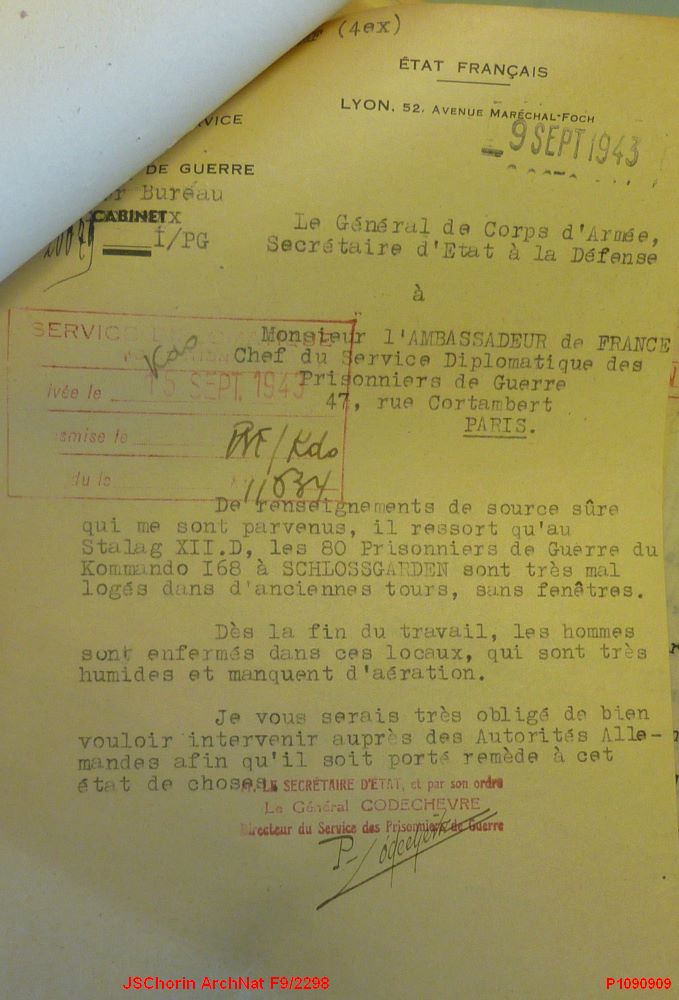 (4ex)
ÉTAT FRANÇAIS
LYON, 52, AVENUE MARÉCHAL-FOCH
9 SEPT 1943
DE GUERRE
Bureau
CABINET
I/PG
Le Général de Corps d'Armée,
Secrétaire d'Etat à la Défense
à
Monsieur l'AMBASSADEUR de FRANCE
Chef du Service Diplomatique des
Prisonniers de Guerre
47, rue Cortambert
PARIS.
SERVICE
Kdo
ivée le 15 SEPT. 1943
emise le
PM/Kdo
du le
11834
De renseignements de source sûre
qui me sont parvenus, il ressort qu'au
Stalag XII.D, les 80 Prisonniers de Guerre du
Kommando I68 à SCHLOSSGARDEN sont très mal
logés dans d'anciennes tours, sans fenêtres.
Dès la fin du travail, les hommes
sont enfermés dans ces locaux, qui sont très
humides et manquent d'aération.
Je vous serais très obligé de bien
vouloir intervenir auprès des Autorités Alle-
mandes afin qu'il soit porté remède à cet
état de choses.
LE SECRÉTAIRE D'ÉTAT, et par son ordre
Le Général CODECHEVRE
Directeur du Service des Prisonniers de Guerre
JSChorin ArchNat F9/2298
P1090909